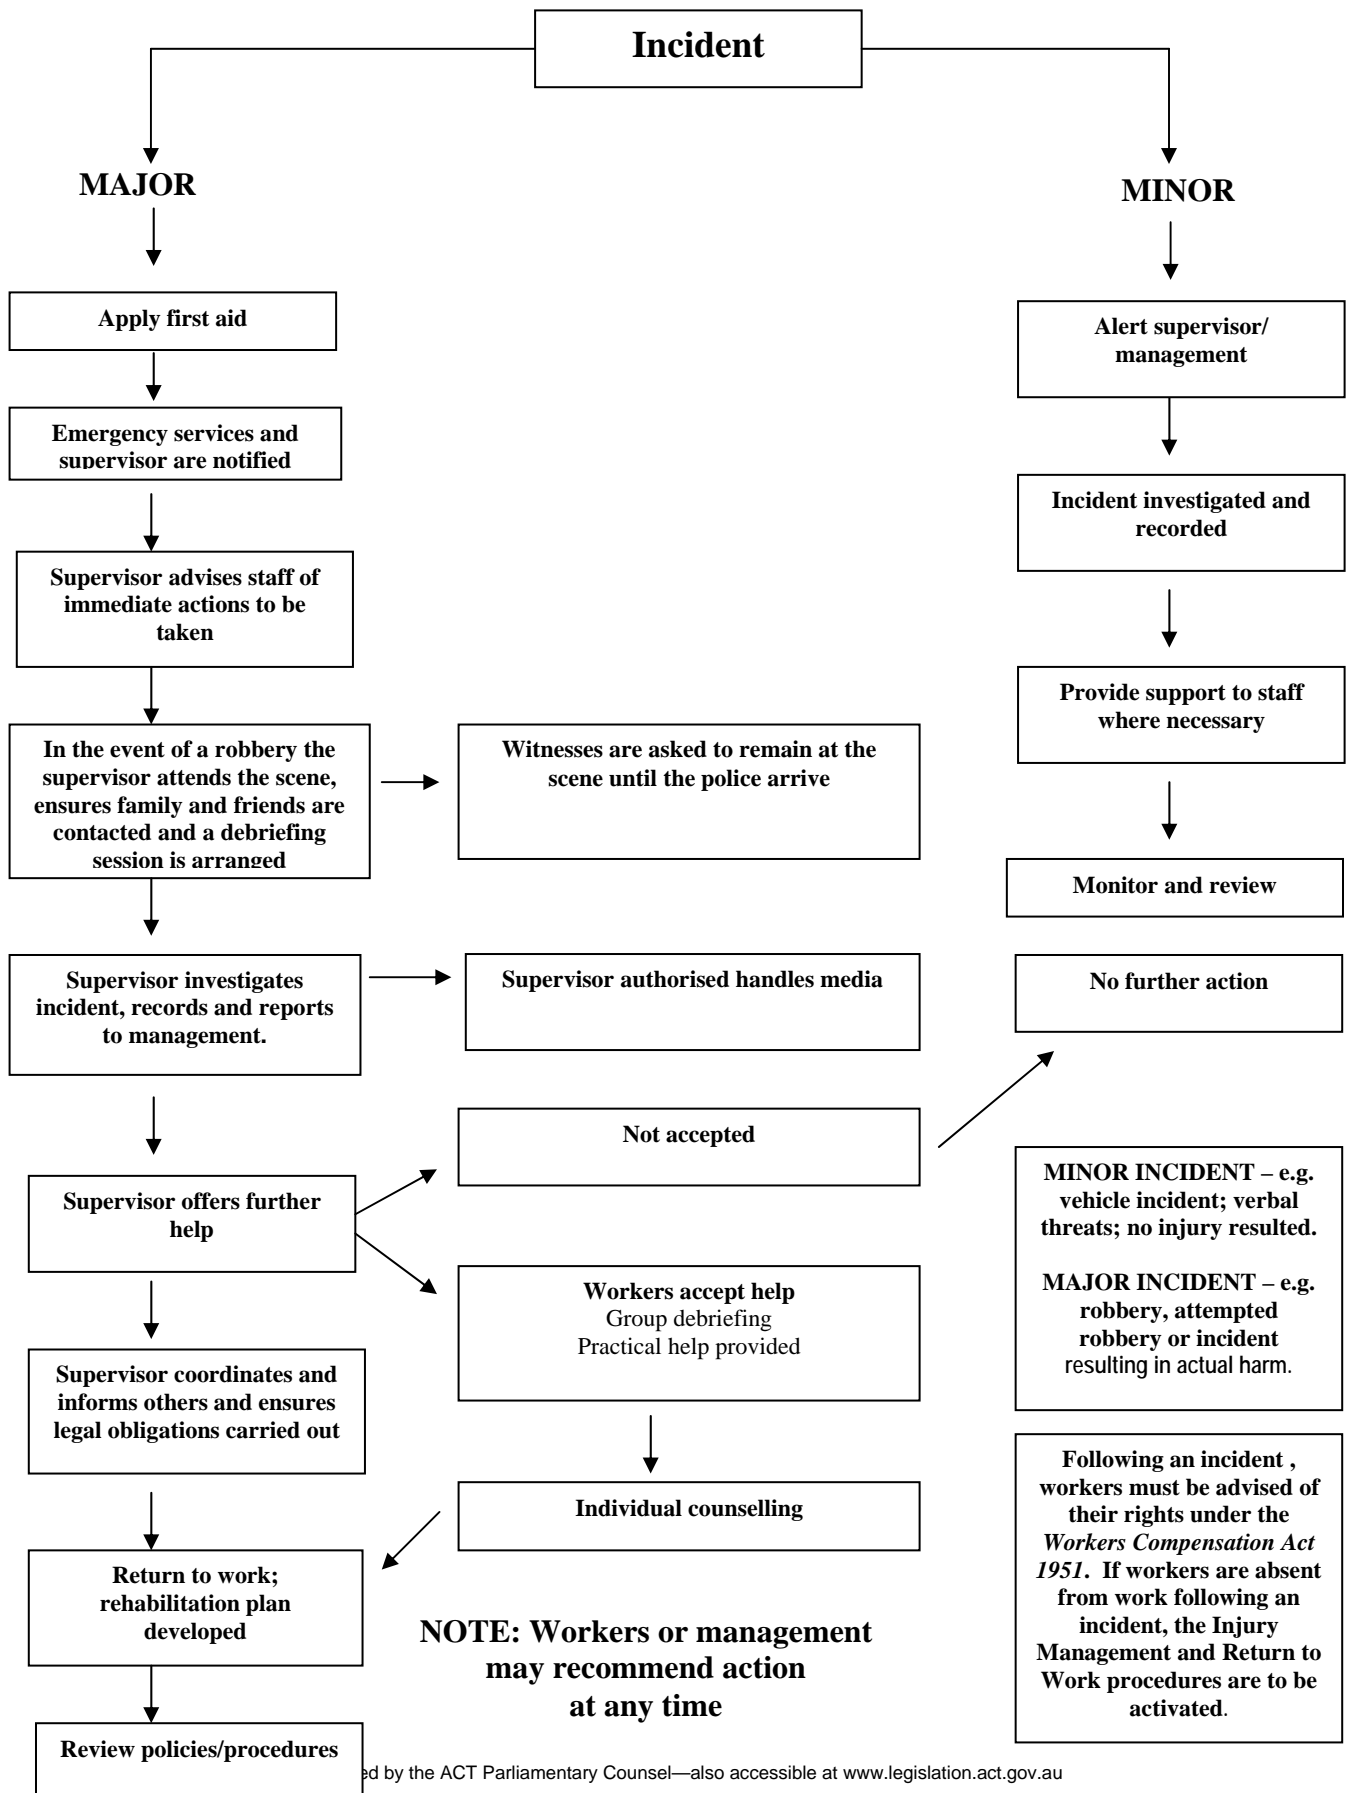 Incident
MAJOR
MINOR
Apply first aid
Emergency services and
supervisor are notified
Supervisor advises staff of
immediate actions to be
taken
In the event of a robbery the
supervisor attends the scene,
ensures family and friends are
contacted and a debriefing
session is arranged
Witnesses are asked to remain at the
scene until the police arrive
Supervisor investigates
incident, records and reports
to management.
Supervisor authorised handles media
Supervisor offers further
help
Not accepted
Workers accept help
Group debriefing
Practical help provided
Individual counselling
Supervisor coordinates and
informs others and ensures
legal obligations carried out
Return to work;
rehabilitation plan
developed
Review policies/procedures
NOTE: Workers or management
may recommend action
at any time
Alert supervisor/
management
Incident investigated and
recorded
Provide support to staff
where necessary
Monitor and review
No further action
MINOR INCIDENT – e.g.
vehicle incident; verbal
threats; no injury resulted.
MAJOR INCIDENT – e.g.
robbery, attempted
robbery or incident
resulting in actual harm.
Following an incident ,
workers must be advised of
their rights under the
Workers Compensation Act
1951. If workers are absent
from work following an
incident, the Injury
Management and Return to
Work procedures are to be
activated.
by the ACT Parliamentary Counsel—also accessible at www.legislation.act.gov.au